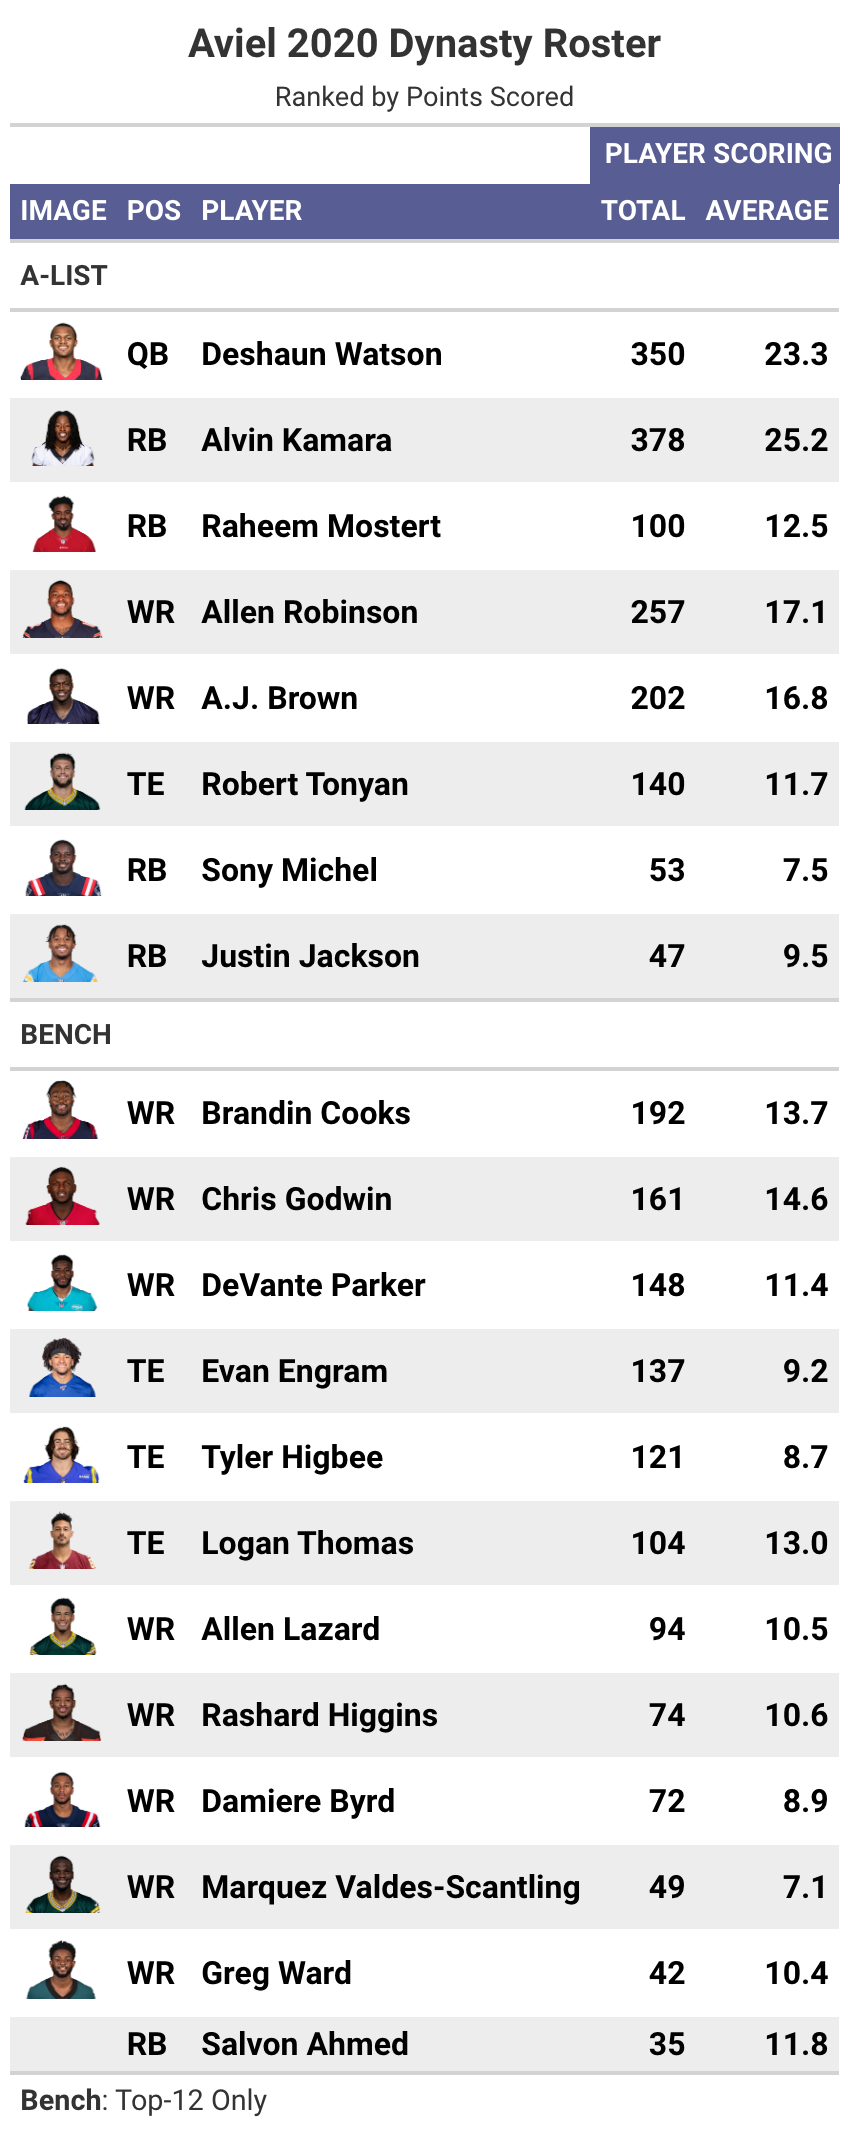 Aviel 2020 Dynasty Roster
Ranked by Points Scored
PLAYER SCORING
IMAGE POS PLAYER TOTAL AVERAGE
A-LIST
QB Deshaun Watson 350 23.3
RB Alvin Kamara 378 25.2
RB Raheem Mostert 100 12.5
WR Allen Robinson 257 17.1
WR A.J. Brown 202 16.8
TE Robert Tonyan 140 11.7
RB Sony Michel 53 7.5
RB Justin Jackson 47 9.5
BENCH
WR Brandin Cooks 192 13.7
WR Chris Godwin 161 14.6
WR DeVante Parker 148 11.4
TE Evan Engram 137 9.2
TE Tyler Higbee 121 8.7
TE Logan Thomas 104 13.0
WR Allen Lazard 94 10.5
WR Rashard Higgins 74 10.6
WR Damiere Byrd 72 8.9
WR Marquez Valdes-Scantling 49 7.1
WR Greg Ward 42 10.4
RB Salvon Ahmed 35 11.8
Bench: Top-12 Only